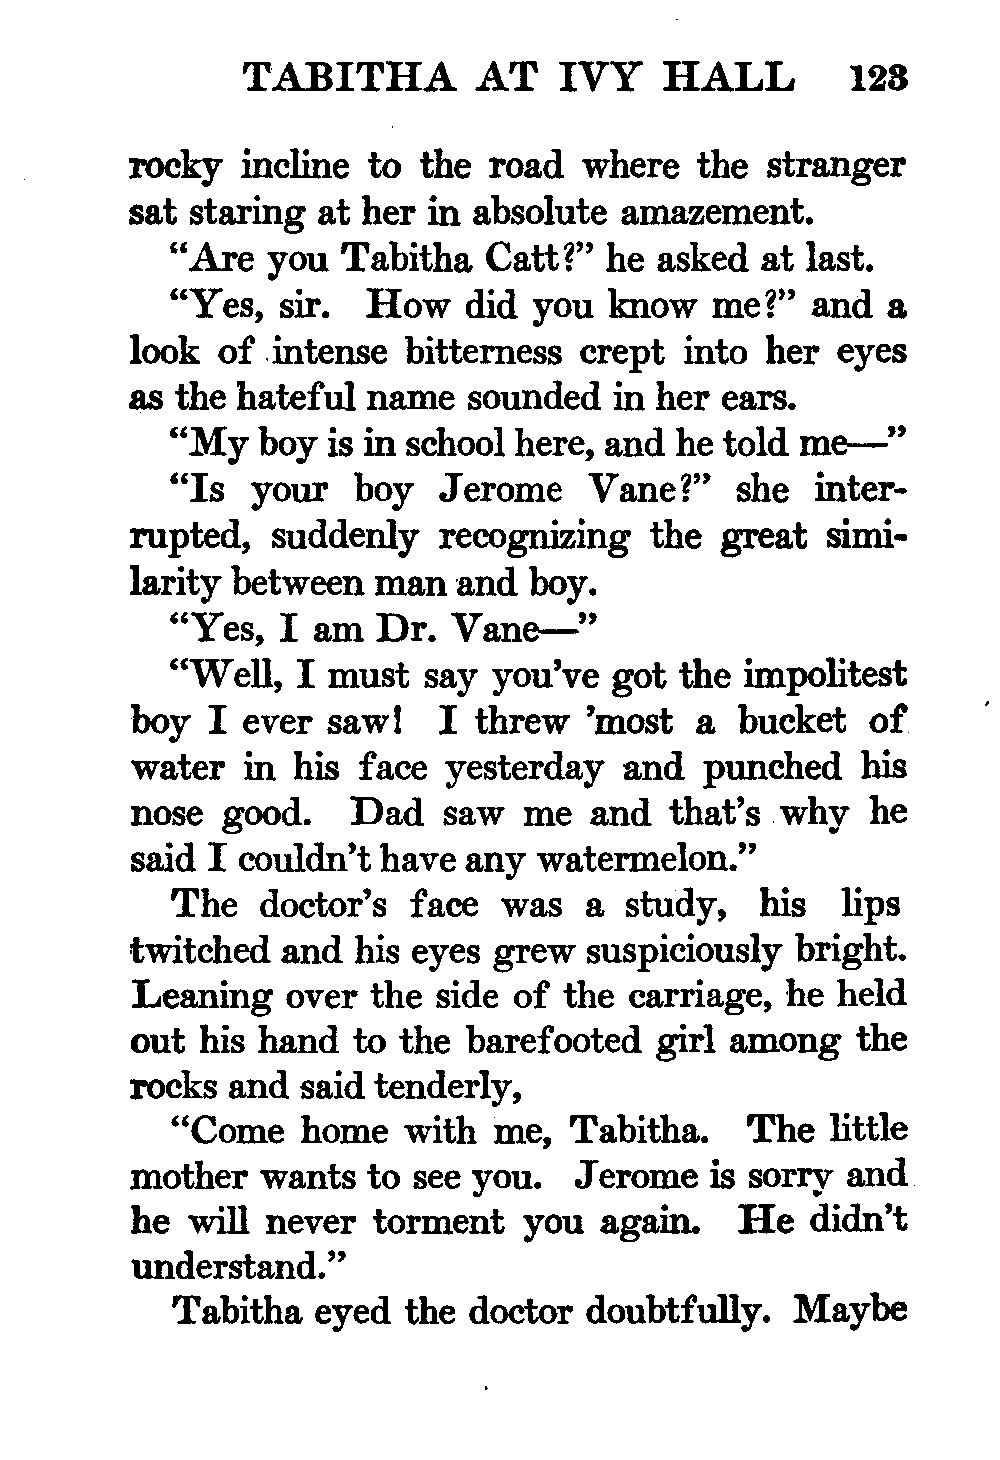 TABITHA AT IVY HALL 123
rocky incline to the road where the stranger
sat staring at her in absolute amazement.
“Are you Tabitha Catt?” he asked at last.
“Yes, sir. How did you know me?” and a
look of intense bitterness crept into her eyes
as the hateful name sounded in her ears.
“My boy is in school here, and he told me—”
“Is your boy Jerome Vane?” she inter-
rupted, suddenly recognizing the great simi-
larity between man and boy.
“Yes, I am Dr. Vane—”
“Well, I must say you’ve got the impolitest
boy I ever saw! I threw ’most a bucket of
water in his face yesterday and punched his
nose good. Dad saw me and that’s why he
said I couldn’t have any watermelon.”
The doctor’s face was a study, his lips
twitched and his eyes grew suspiciously bright.
Leaning over the side of the carriage, he held
out his hand to the barefooted girl among the
rocks and said tenderly,
“Come home with me, Tabitha. The little
mother wants to see you. Jerome is sorry and
he will never torment you again. He didn’t
understand.”
Tabitha eyed the doctor doubtfully. Maybe